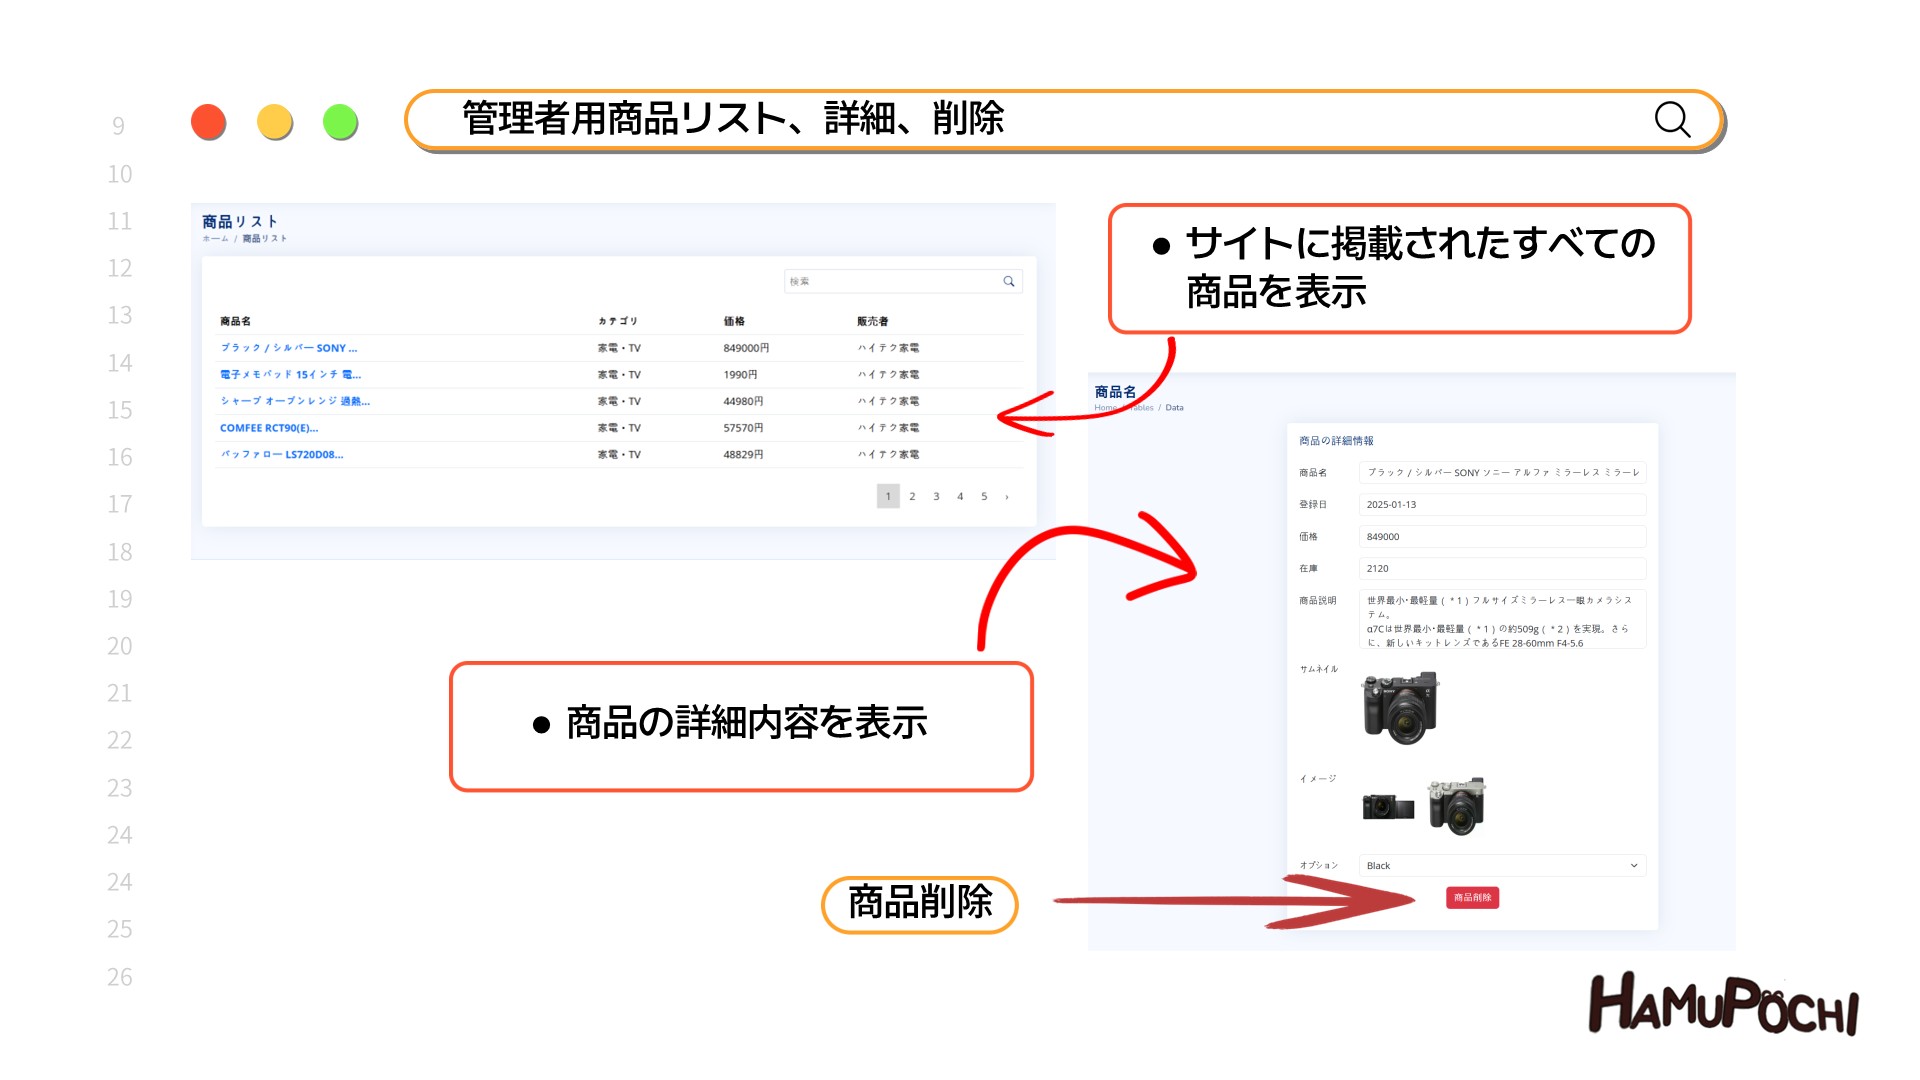 管理者用商品リスト、詳細、削除
9
10
11
12
13
14
15
16
17
18
19
20
21
22
23
24
24
25
26
商品リスト
ホーム / 商品リスト
検索
商品名 カテゴリ 価格 販売者
ブラック / シルバー SONY ... 家電・TV 849000円 ハイテク家電
電子メモパッド 15インチ 電... 家電・TV 1990円 ハイテク家電
シャープ オーブンレンジ 過熱... 家電・TV 44980円 ハイテク家電
COMFEE RCT90(E)... 家電・TV 57570円 ハイテク家電
バッファロー LS720D08... 家電・TV 48829円 ハイテク家電
1 2 3 4 5 ›
● サイトに掲載されたすべての
商品を表示
● 商品の詳細内容を表示
商品削除
商品名
Home / Tables / Data
商品の詳細情報
商品名 ブラック / シルバー SONY ソニー アルファ ミラーレス ミラーレ
登録日 2025-01-13
価格 849000
在庫 2120
商品説明 世界最小･最軽量（＊1）フルサイズミラーレス一眼カメラシス
テム。
α7Cは世界最小･最軽量（＊1）の約509g（＊2）を実現。さら
に、新しいキットレンズであるFE 28-60mm F4-5.6
サムネイル
SONY
イメージ
オプション Black
商品削除
HAMUPOCHI